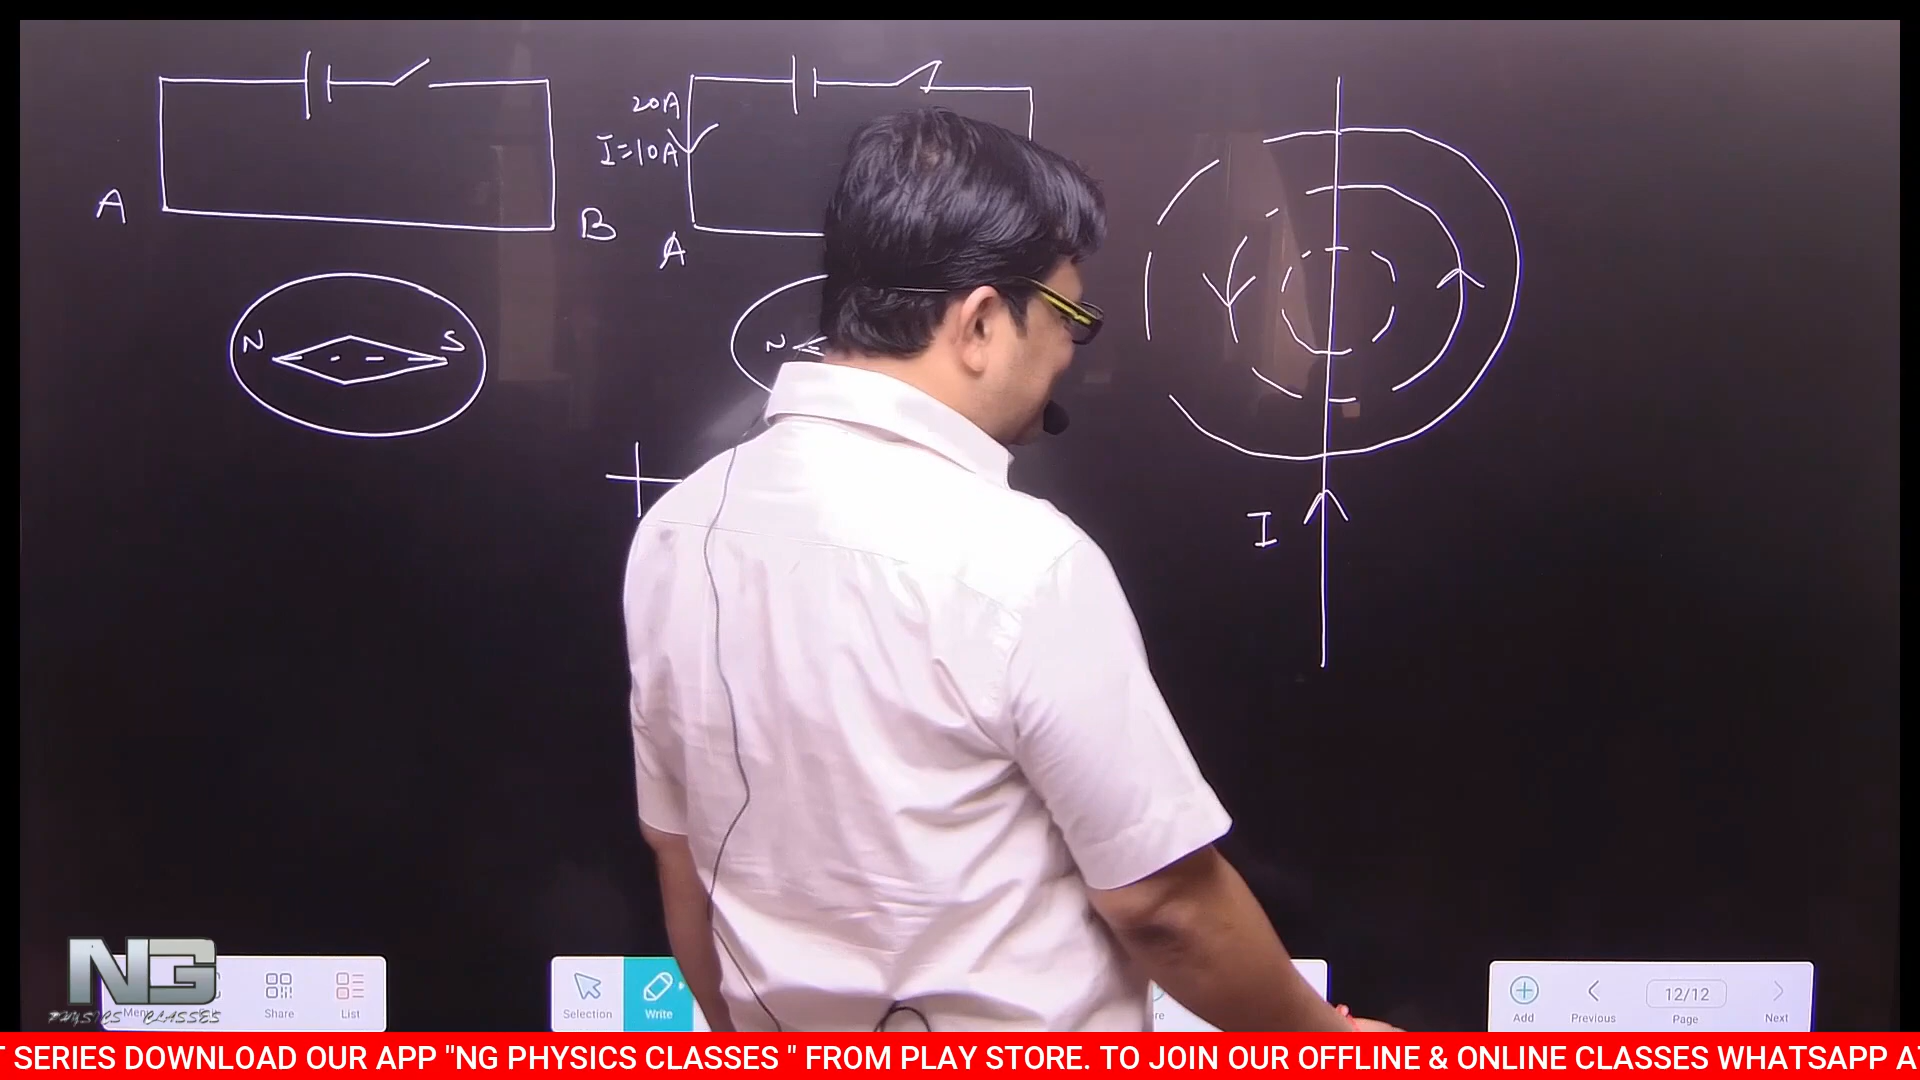 20A
I=10A
A
B
A
N
S
N
I
NG
PHYSICS CLASSES
Share
List
Selection
Write
Add
Previous
12/12
Page
Next
T SERIES DOWNLOAD OUR APP "NG PHYSICS CLASSES " FROM PLAY STORE. TO JOIN OUR OFFLINE & ONLINE CLASSES WHATSAPP AT